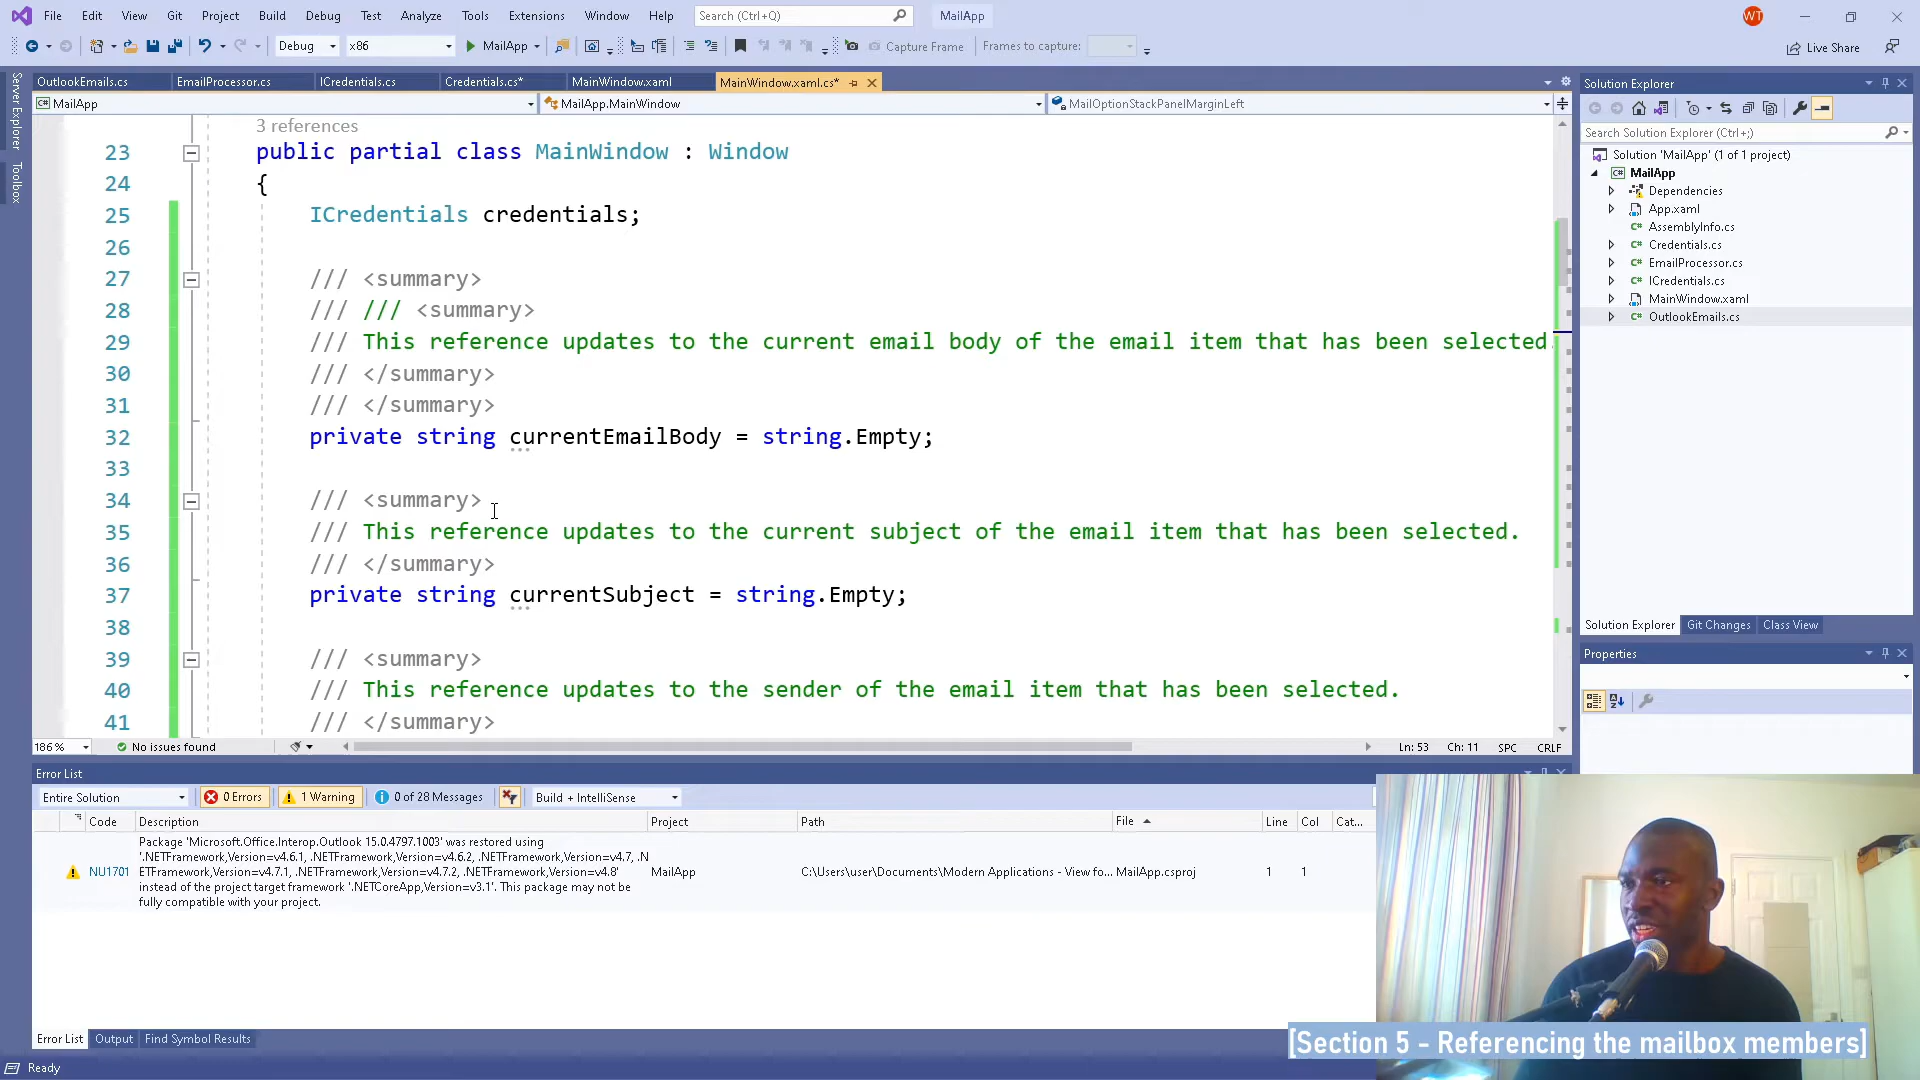 File Edit View Git Project Build Debug Test Analyze Tools Extensions Window Help Search (Ctrl+Q) MailApp WT
Debug x86 MailApp Capture Frame Frames to capture: Live Share
Server Explorer
Toolbox
OutlookEmails.cs EmailProcessor.cs ICredentials.cs Credentials.cs* MainWindow.xaml MainWindow.xaml.cs*
MailApp MailApp.MainWindow MailOptionStackPanelMarginLeft
3 references
23 public partial class MainWindow : Window
24 {
25 ICredentials credentials;
26
27 /// <summary>
28 /// /// <summary>
29 /// This reference updates to the current email body of the email item that has been selected.
30 /// </summary>
31 /// </summary>
32 private string currentEmailBody = string.Empty;
33
34 /// <summary>
35 /// This reference updates to the current subject of the email item that has been selected.
36 /// </summary>
37 private string currentSubject = string.Empty;
38
39 /// <summary>
40 /// This reference updates to the sender of the email item that has been selected.
41 /// </summary>
186 % No issues found Ln: 53 Ch: 11 SPC CRLF
Solution Explorer
Search Solution Explorer (Ctrl+;)
Solution 'MailApp' (1 of 1 project)
MailApp
Dependencies
App.xaml
AssemblyInfo.cs
Credentials.cs
EmailProcessor.cs
ICredentials.cs
MainWindow.xaml
OutlookEmails.cs
Solution Explorer Git Changes Class View
Properties
Error List
Entire Solution 0 Errors 1 Warning 0 of 28 Messages Build + IntelliSense
Code Description Project Path File Line Col Cat...
Package 'Microsoft.Office.Interop.Outlook 15.0.4797.1003' was restored using
'.NETFramework,Version=v4.6.1, .NETFramework,Version=v4.6.2, .NETFramework,Version=v4.7, .N
NU1701 ETFramework,Version=v4.7.1, .NETFramework,Version=v4.7.2, .NETFramework,Version=v4.8' MailApp C:\Users\user\Documents\Modern Applications - View fo... MailApp.csproj 1 1
instead of the project target framework '.NETCoreApp,Version=v3.1'. This package may not be
fully compatible with your project.
Error List Output Find Symbol Results
[Section 5 - Referencing the mailbox members]
Ready